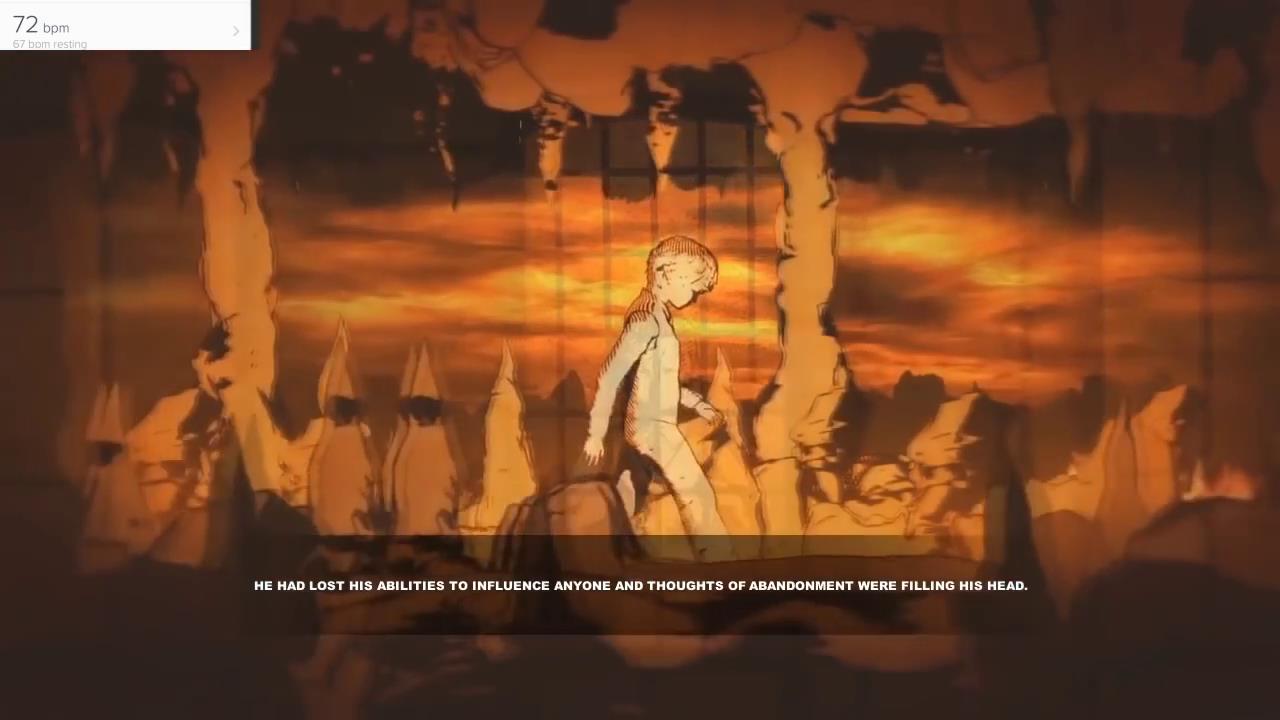 72 bpm
67 bpm resting
HE HAD LOST HIS ABILITIES TO INFLUENCE ANYONE AND THOUGHTS OF ABANDONMENT WERE FILLING HIS HEAD.